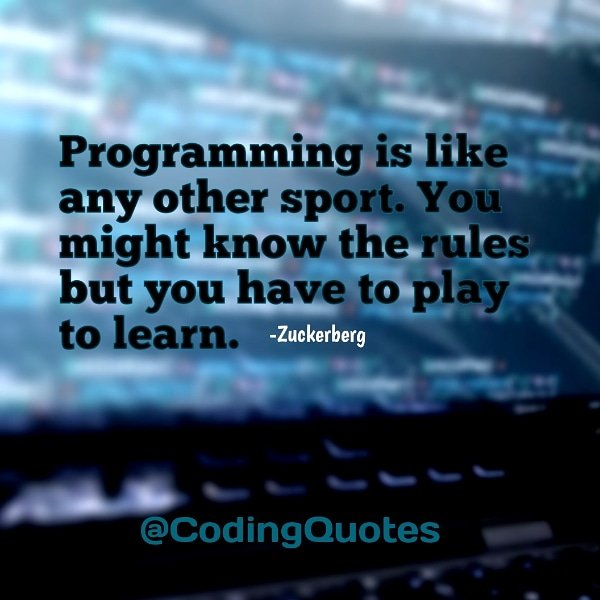 Programming is like
any other sport. You
might know the rules
but you have to play
to learn. -Zuckerberg
@CodingQuotes